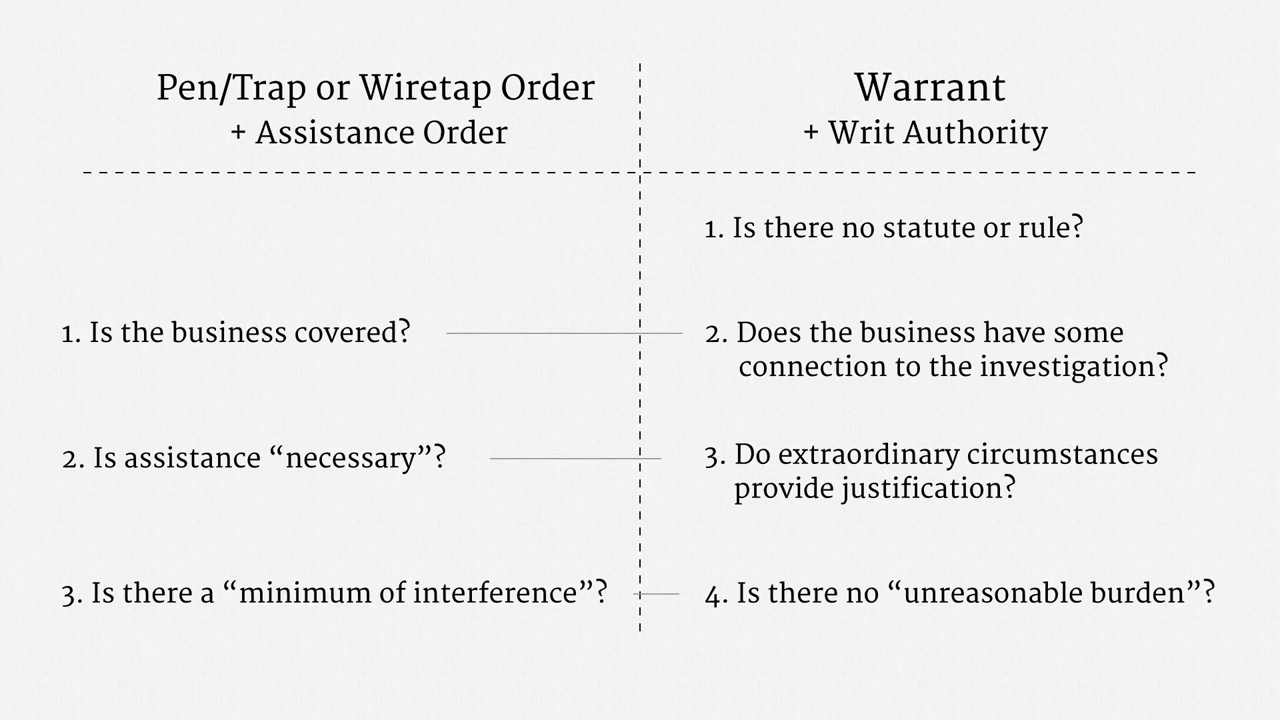 Pen/Trap or Wiretap Order
+ Assistance Order
1. Is the business covered?
2. Is assistance “necessary”?
3. Is there a “minimum of interference”?
Warrant
+ Writ Authority
1. Is there no statute or rule?
2. Does the business have some
connection to the investigation?
3. Do extraordinary circumstances
provide justification?
4. Is there no “unreasonable burden”?